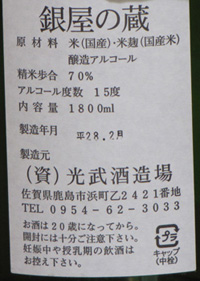 銀屋の蔵
原材料 米(国産)・米麹(国産米)
醸造アルコール
精米歩合 70%
アルコール度数 15度
内容量 1800ml
製造年月 平28.2月
製造元
(資)光武酒造場
佐賀県鹿島市浜町乙2421番地
TEL 0954-62-3033
お酒は20歳になってから。
開封には十分ご注意下さい。
妊娠中や授乳期の飲酒は
お控え下さい。
プラ
キャップ
(中栓)